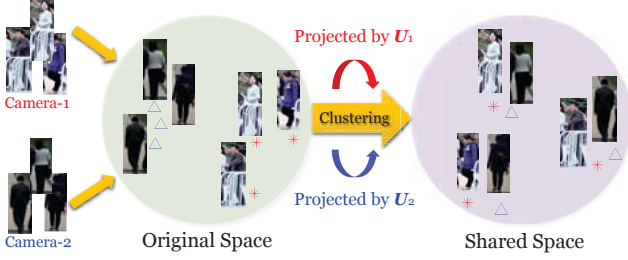 Projected by U1
Camera-1
Clustering
Camera-2
Projected by U2
Original Space
Shared Space